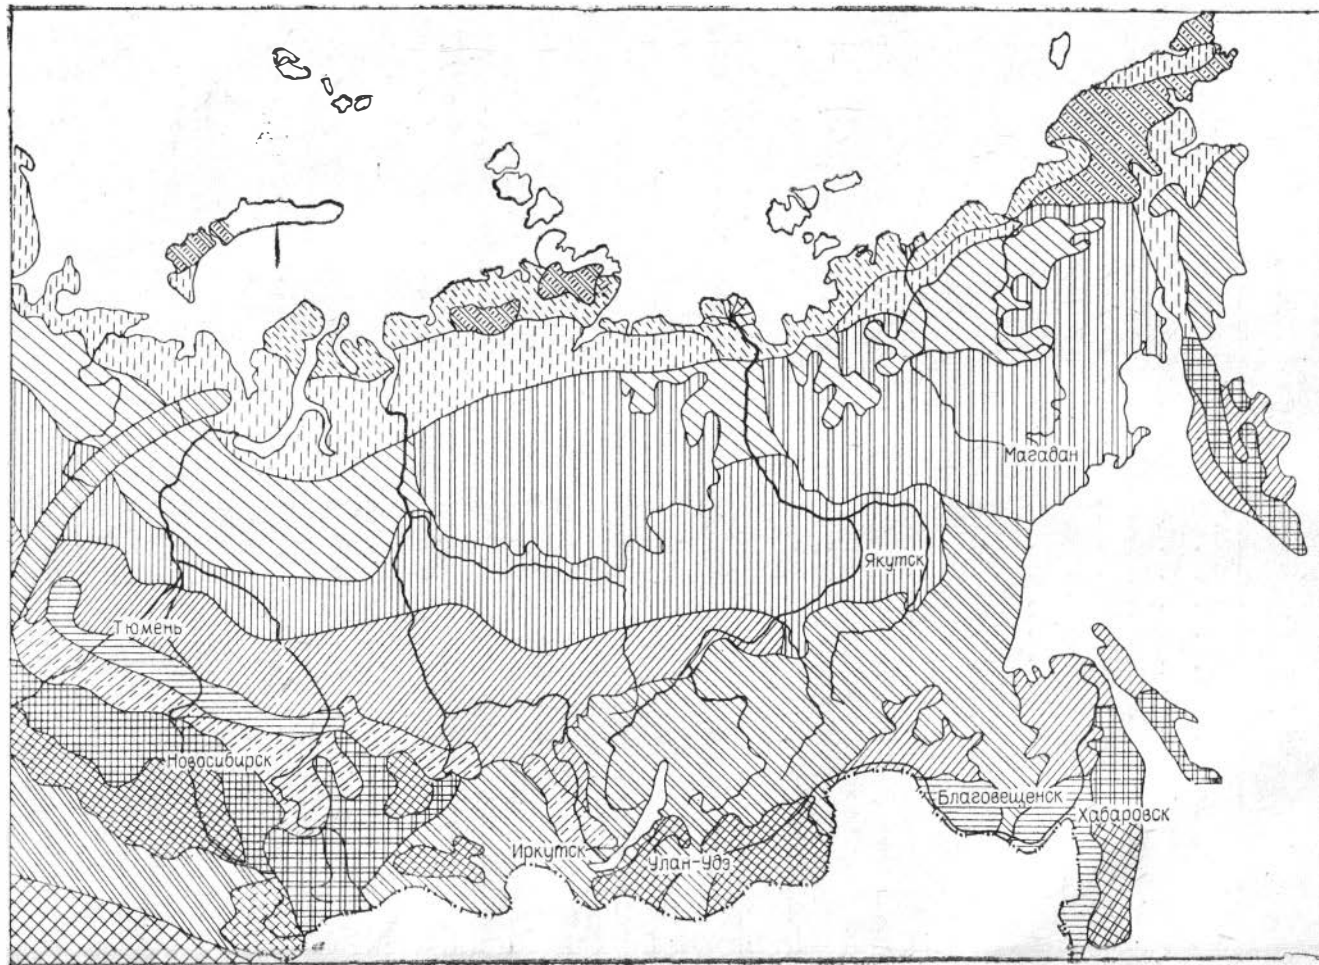 Магадан
Якутск
Тюмень
Новосибирск
Благовещенск
Хабаровск
Иркутск
Улан-Удэ
а